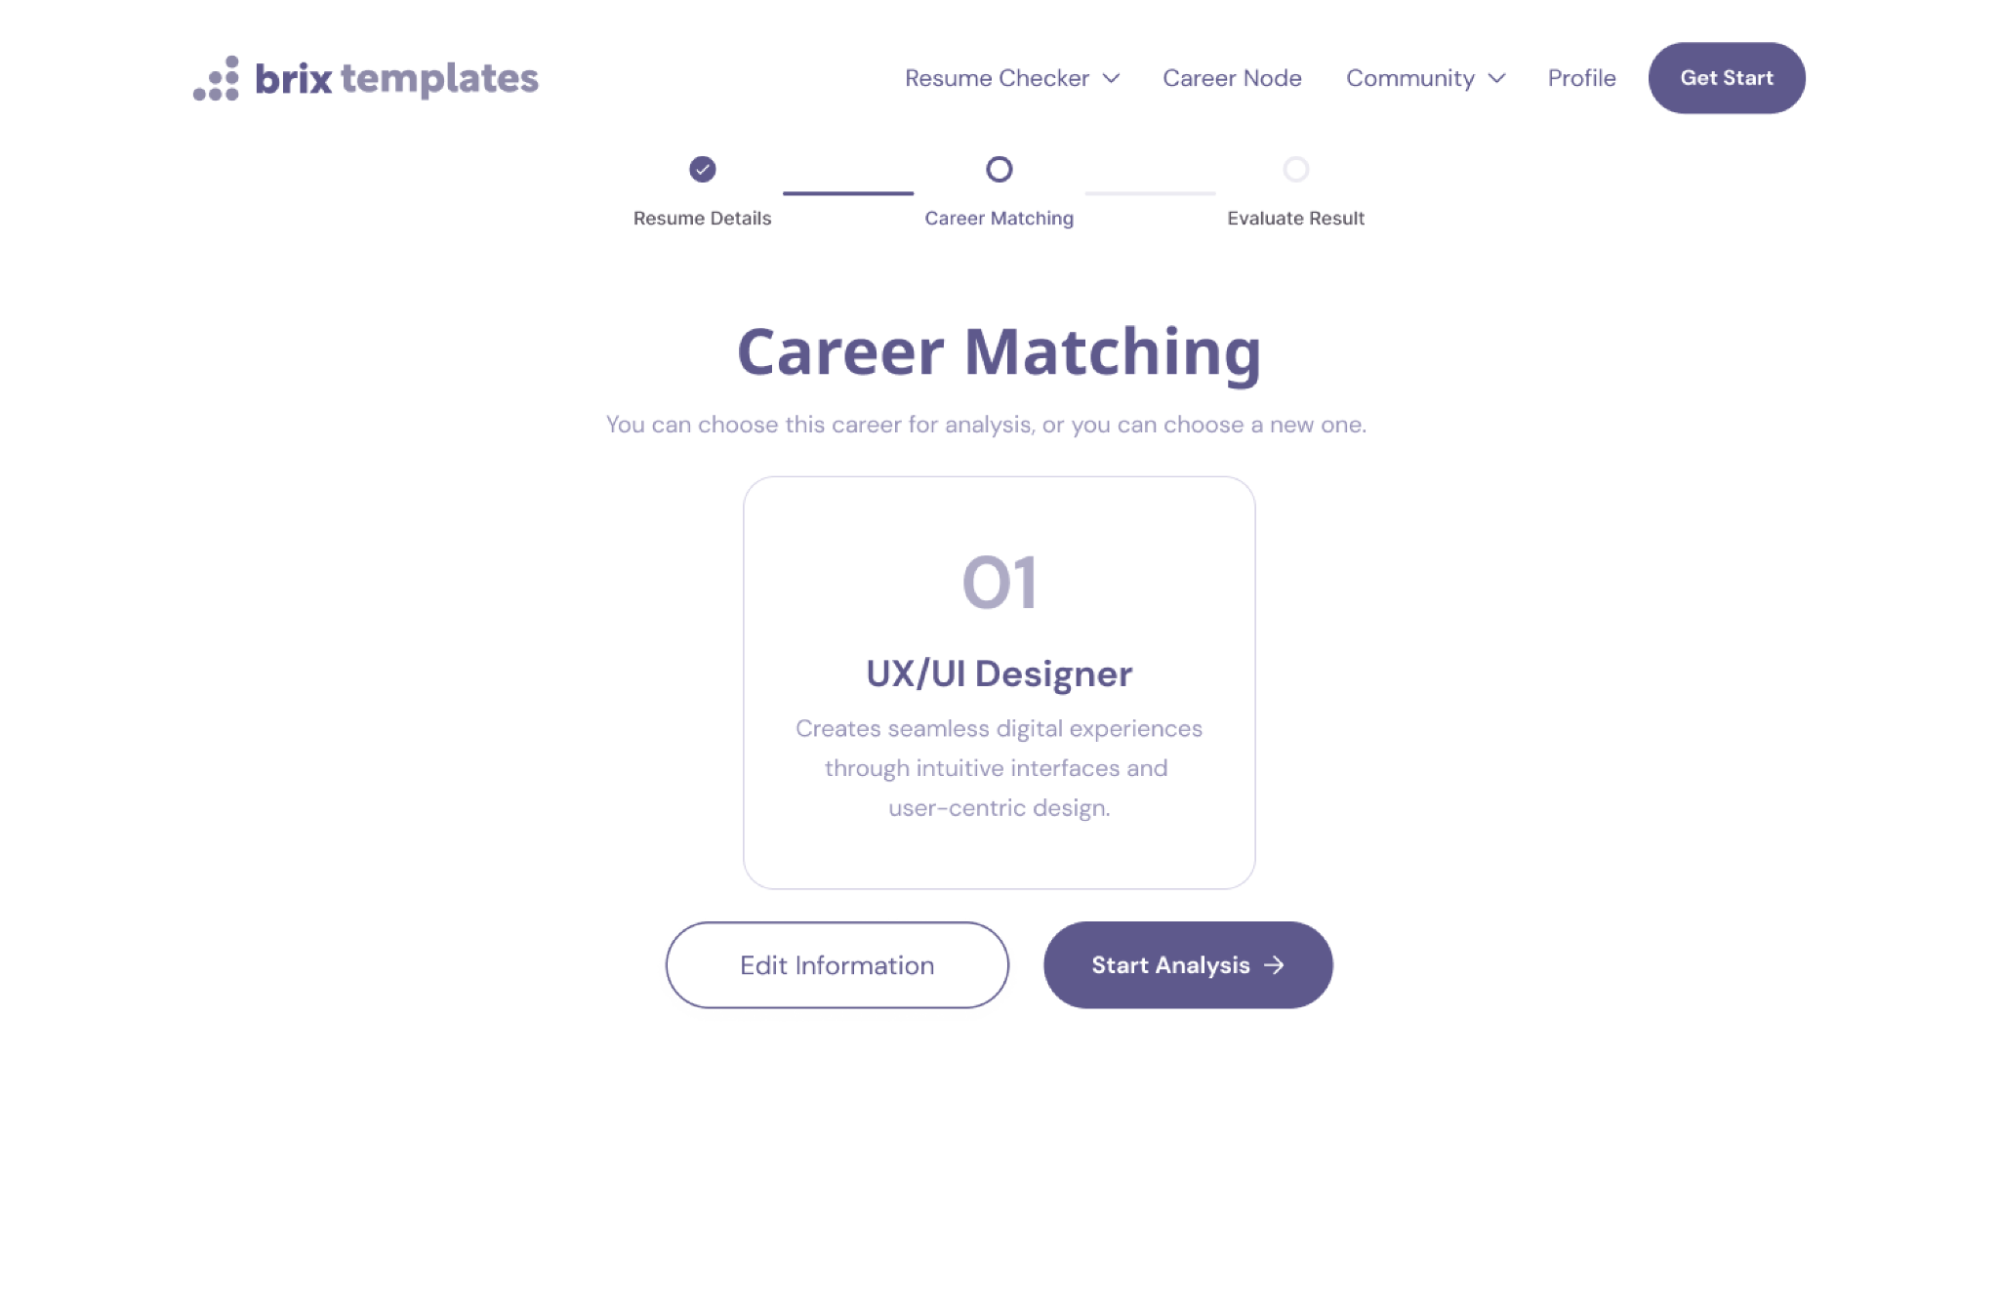 brix templates
Resume Checker
Career Node
Community
Profile
Get Start
Resume Details
Career Matching
Evaluate Result
Career Matching
You can choose this career for analysis, or you can choose a new one.
01
UX/UI Designer
Creates seamless digital experiences
through intuitive interfaces and
user-centric design.
Edit Information
Start Analysis →